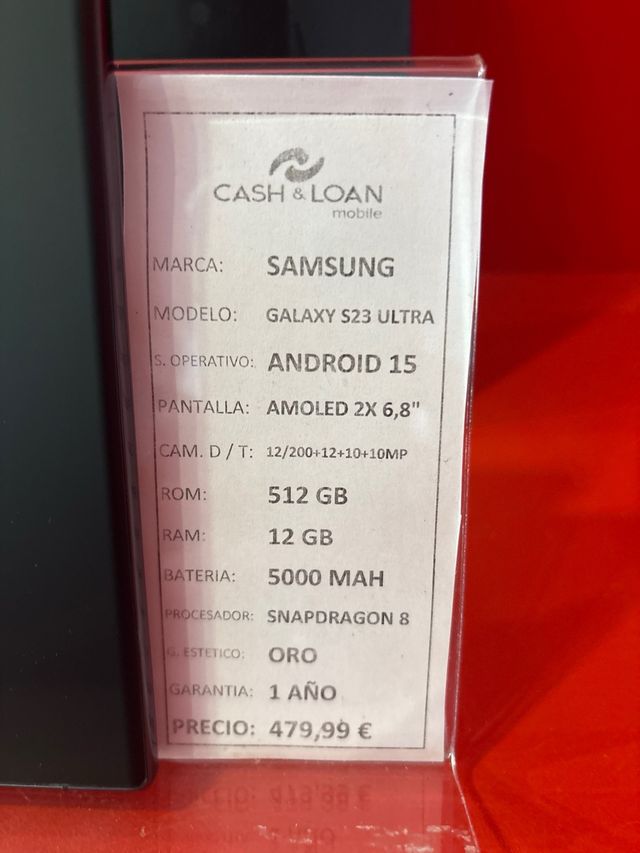 CASH & LOAN
mobile
MARCA: SAMSUNG
MODELO: GALAXY S23 ULTRA
S. OPERATIVO: ANDROID 15
PANTALLA: AMOLED 2X 6,8"
CAM. D / T: 12/200+12+10+10MP
ROM: 512 GB
RAM: 12 GB
BATERIA: 5000 MAH
PROCESADOR: SNAPDRAGON 8
G. ESTETICO: ORO
GARANTIA: 1 AÑO
PRECIO: 479,99 €